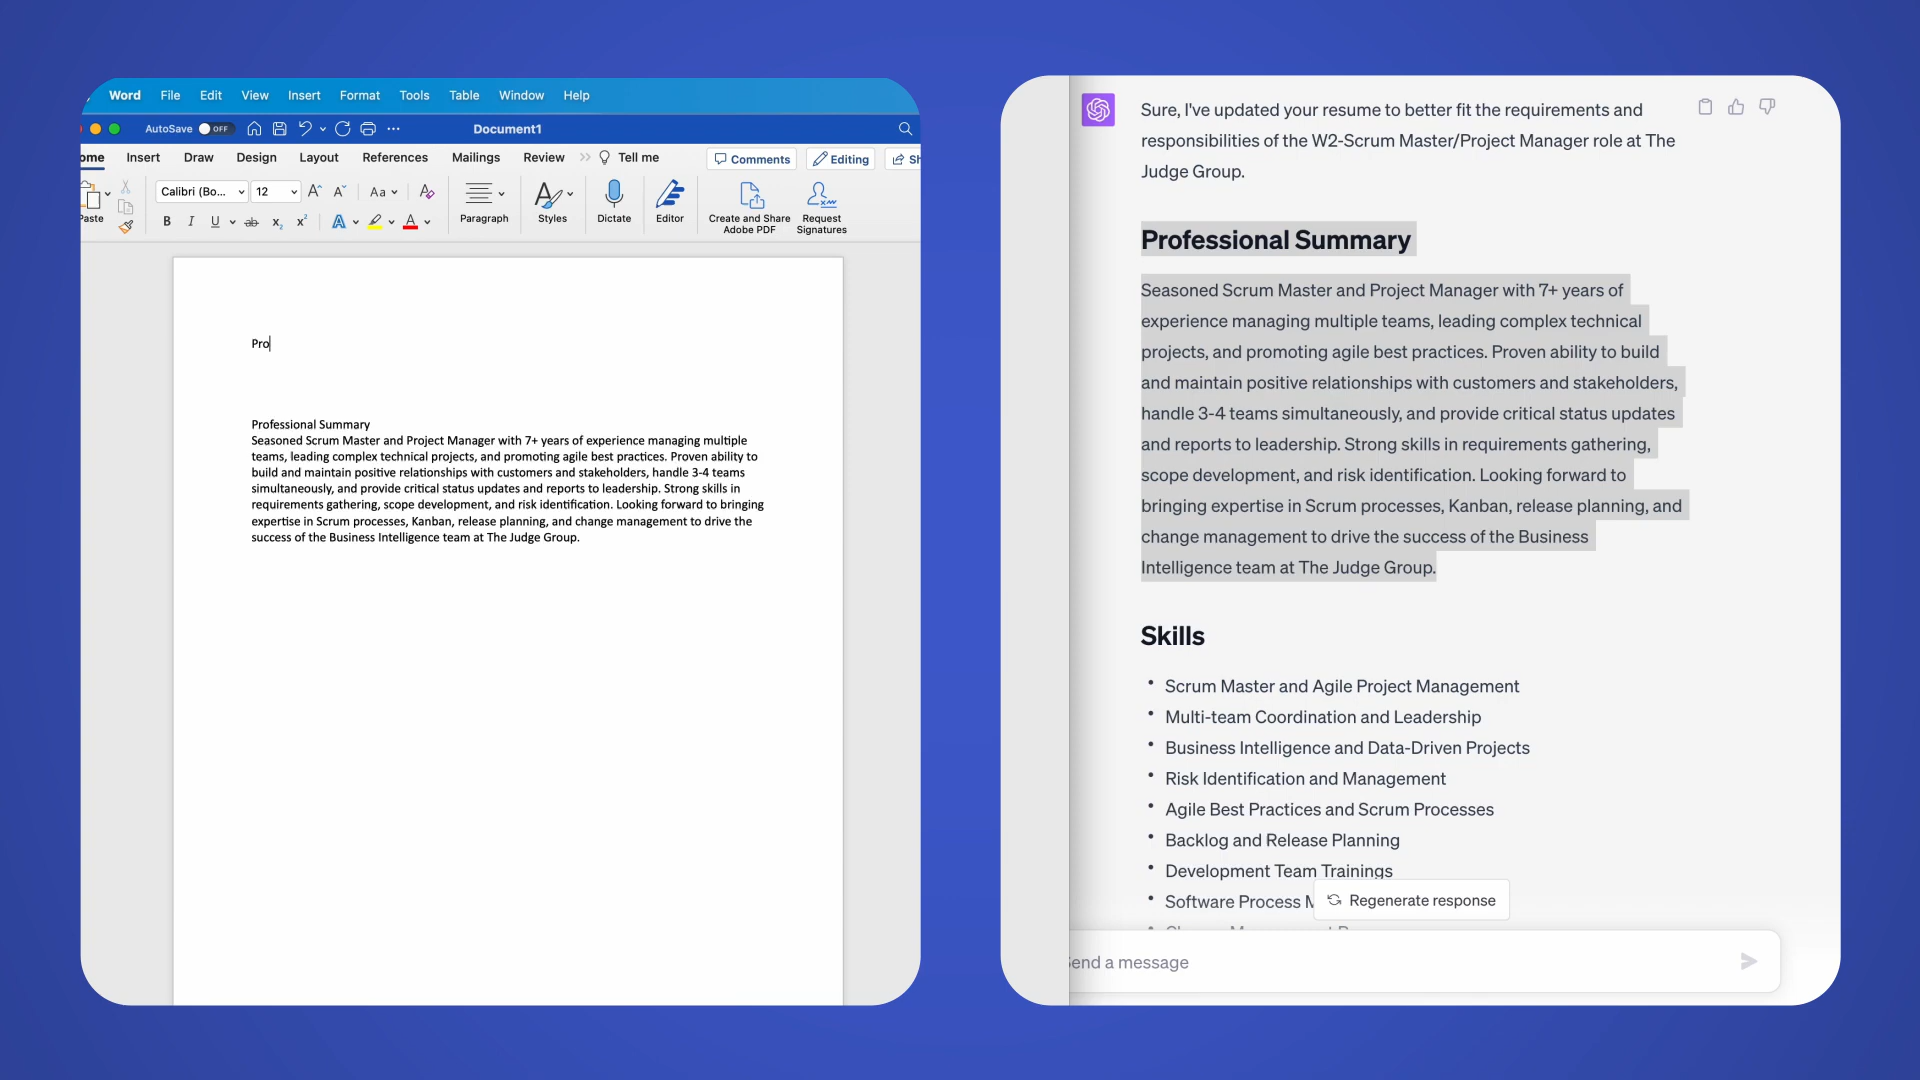 Word File Edit View Insert Format Tools Table Window Help
AutoSave OFF Document1
ome Insert Draw Design Layout References Mailings Review Tell me Comments Editing Sh
Calibri (Bo... 12 Aa
Paste Paragraph Styles Dictate Editor Create and Share Adobe PDF Request Signatures
Pro
Professional Summary
Seasoned Scrum Master and Project Manager with 7+ years of experience managing multiple
teams, leading complex technical projects, and promoting agile best practices. Proven ability to
build and maintain positive relationships with customers and stakeholders, handle 3-4 teams
simultaneously, and provide critical status updates and reports to leadership. Strong skills in
requirements gathering, scope development, and risk identification. Looking forward to bringing
expertise in Scrum processes, Kanban, release planning, and change management to drive the
success of the Business Intelligence team at The Judge Group.
Sure, I've updated your resume to better fit the requirements and
responsibilities of the W2-Scrum Master/Project Manager role at The
Judge Group.
Professional Summary
Seasoned Scrum Master and Project Manager with 7+ years of
experience managing multiple teams, leading complex technical
projects, and promoting agile best practices. Proven ability to build
and maintain positive relationships with customers and stakeholders,
handle 3-4 teams simultaneously, and provide critical status updates
and reports to leadership. Strong skills in requirements gathering,
scope development, and risk identification. Looking forward to
bringing expertise in Scrum processes, Kanban, release planning, and
change management to drive the success of the Business
Intelligence team at The Judge Group.
Skills
• Scrum Master and Agile Project Management
• Multi-team Coordination and Leadership
• Business Intelligence and Data-Driven Projects
• Risk Identification and Management
• Agile Best Practices and Scrum Processes
• Backlog and Release Planning
• Development Team Trainings
• Software Process M
Regenerate response
Send a message